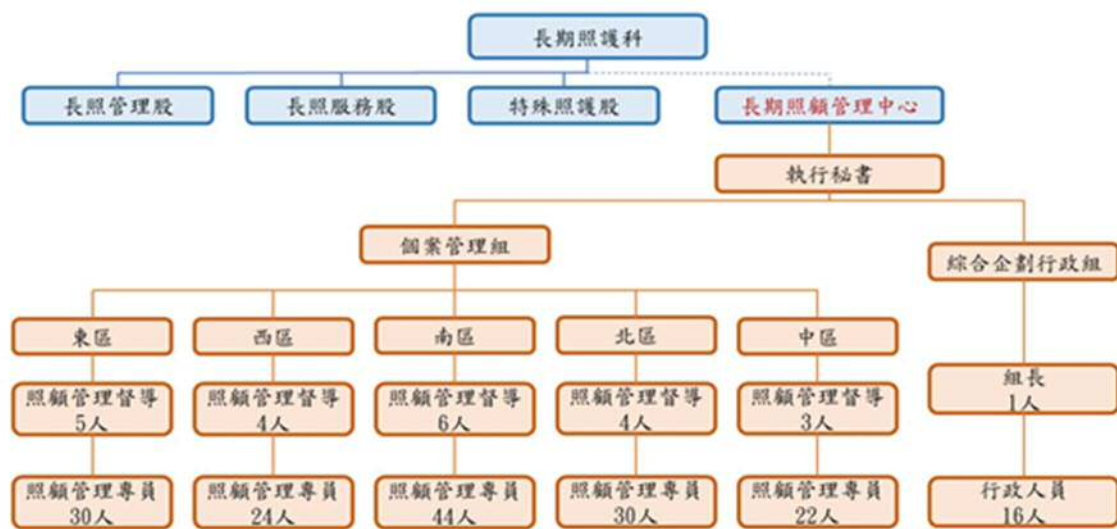 長期照護科
長照管理股
長照服務股
特殊照護股
長期照顧管理中心
執行秘書
個案管理組
綜合企劃行政組
東區
西區
南區
北區
中區
照顧管理督導
5人
照顧管理督導
4人
照顧管理督導
6人
照顧管理督導
4人
照顧管理督導
3人
組長
1人
照顧管理專員
30人
照顧管理專員
24人
照顧管理專員
44人
照顧管理專員
30人
照顧管理專員
22人
行政人員
16人